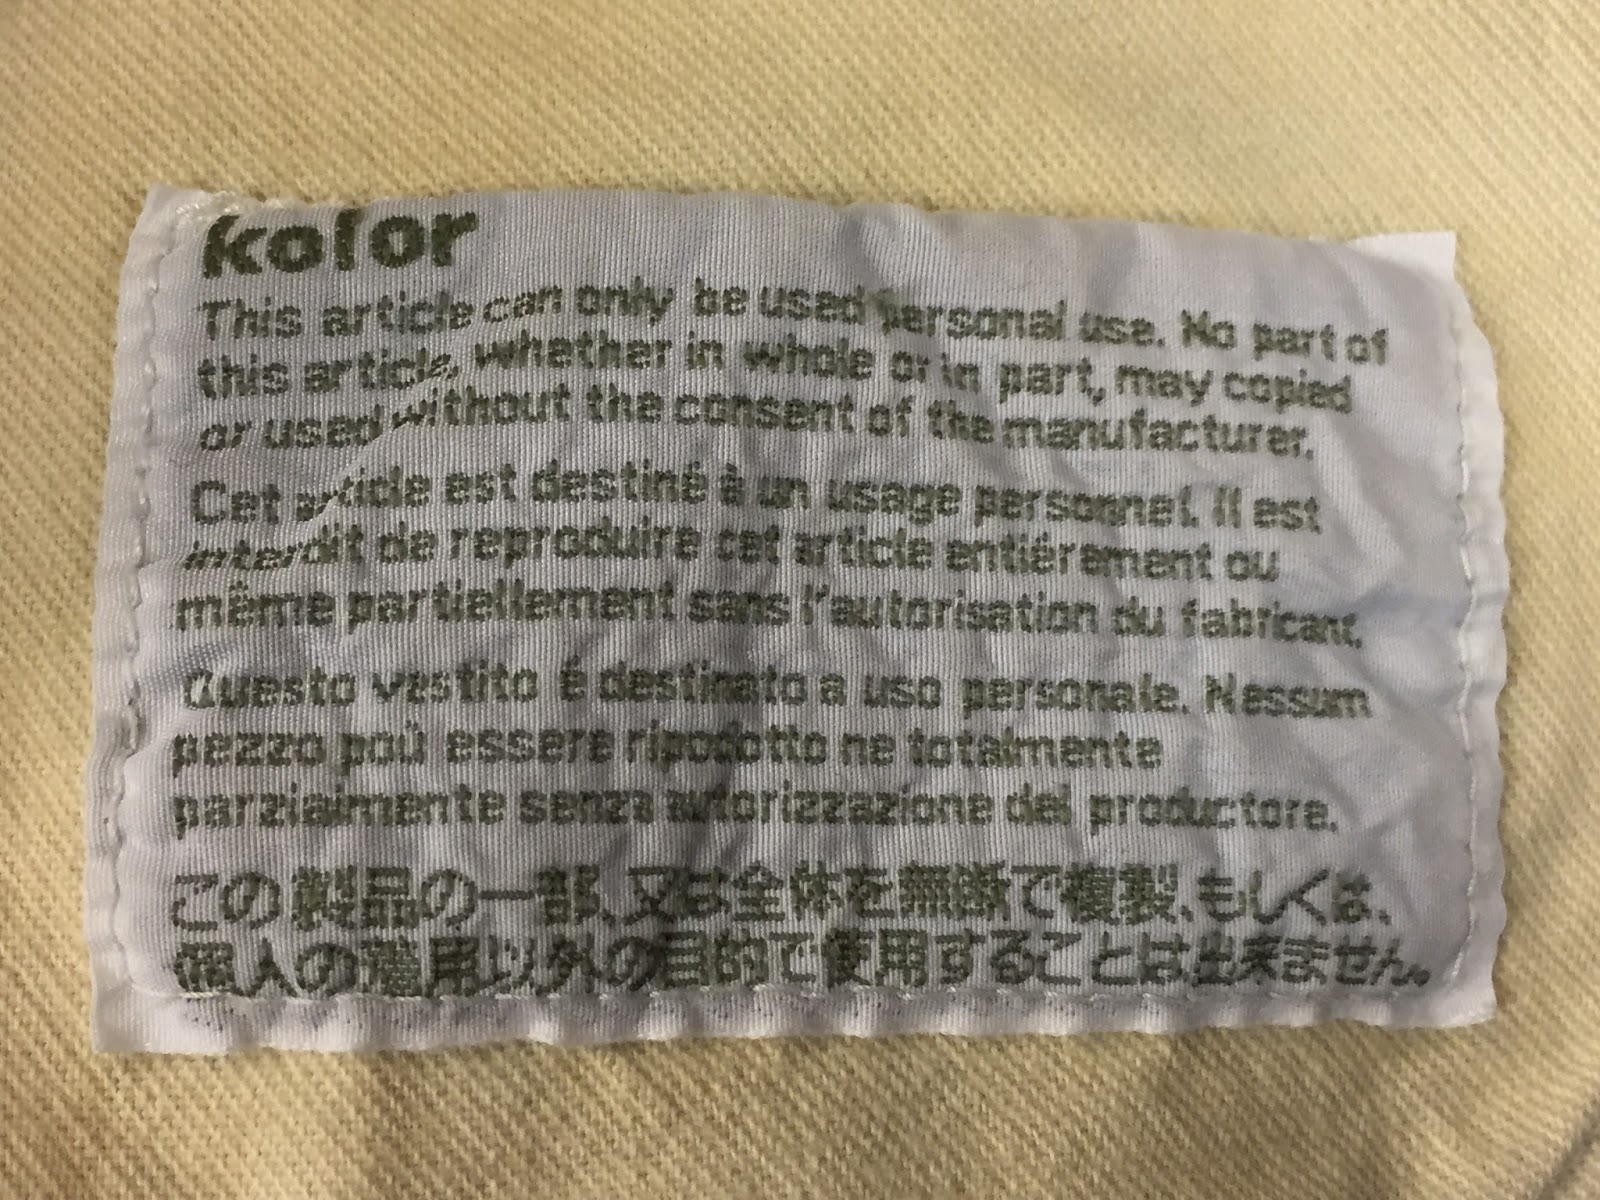 kolor
This article can only be used personal use. No part of
this article, whether in whole or in part, may copied
or used without the consent of the manufacturer.
Cet article est destiné à un usage personnel. Il est
interdit de reproduire cet article entiérement ou
même partiellement sans l'autorisation du fabricant.
Questo vestito é destinato a uso personale. Nessum
pezzo poù essere ripodotto ne totalmente
parzialmente senza autorizzazione del productore.
この製品の一部、又は全体を無断で複製、もしくは、
個人の着用以外の目的で使用することは出来ません。